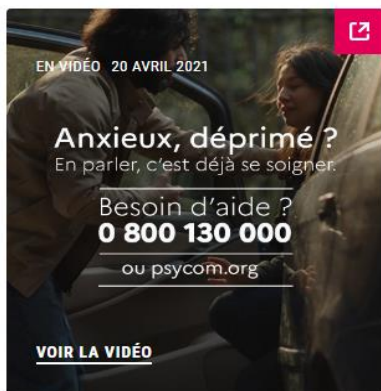 EN VIDÉO 20 AVRIL 2021
Anxieux, déprimé ?
En parler, c'est déjà se soigner.
Besoin d'aide ?
0 800 130 000
ou psycom.org
VOIR LA VIDÉO